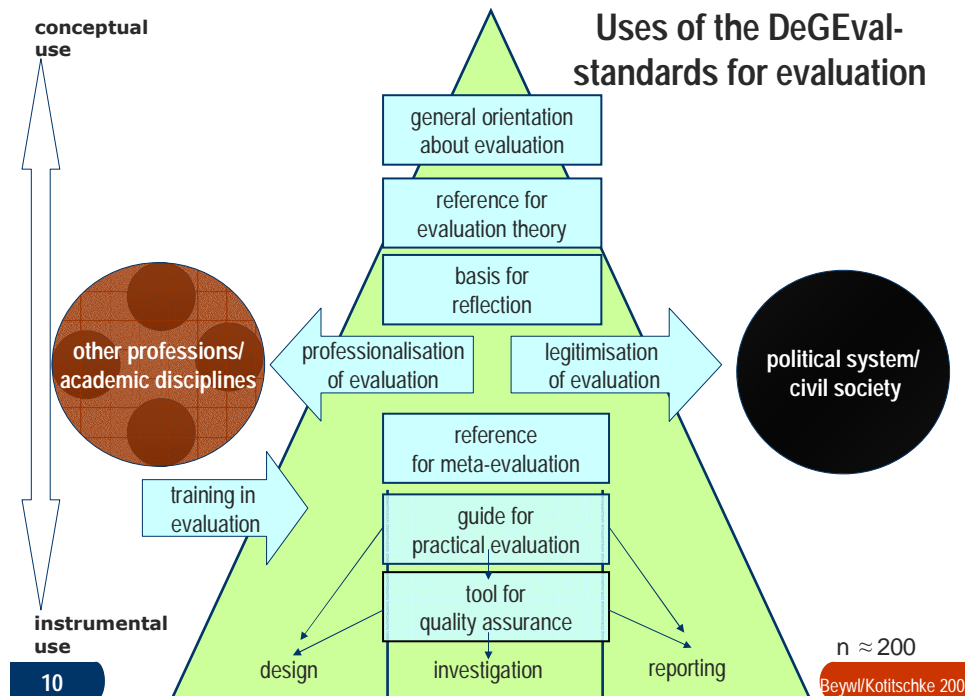 conceptual
use
Uses of the DeGEval-
standards for evaluation
general orientation
about evaluation
reference for
evaluation theory
basis for
reflection
other professions/
academic disciplines
professionalisation
of evaluation
legitimisation
of evaluation
political system/
civil society
reference
for meta-evaluation
training in
evaluation
guide for
practical evaluation
tool for
quality assurance
instrumental
use
design
investigation
reporting
n ≈ 200
10
Beywl/Kotitschke 200